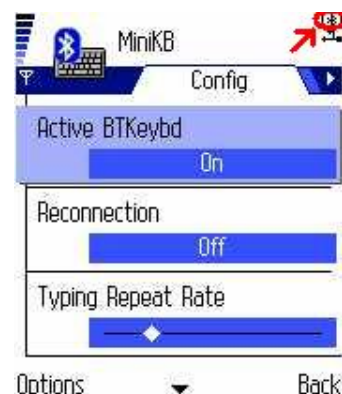 MiniKB
Config
Active BTKeybd
On
Reconnection
Off
Typing Repeat Rate
Options
Back